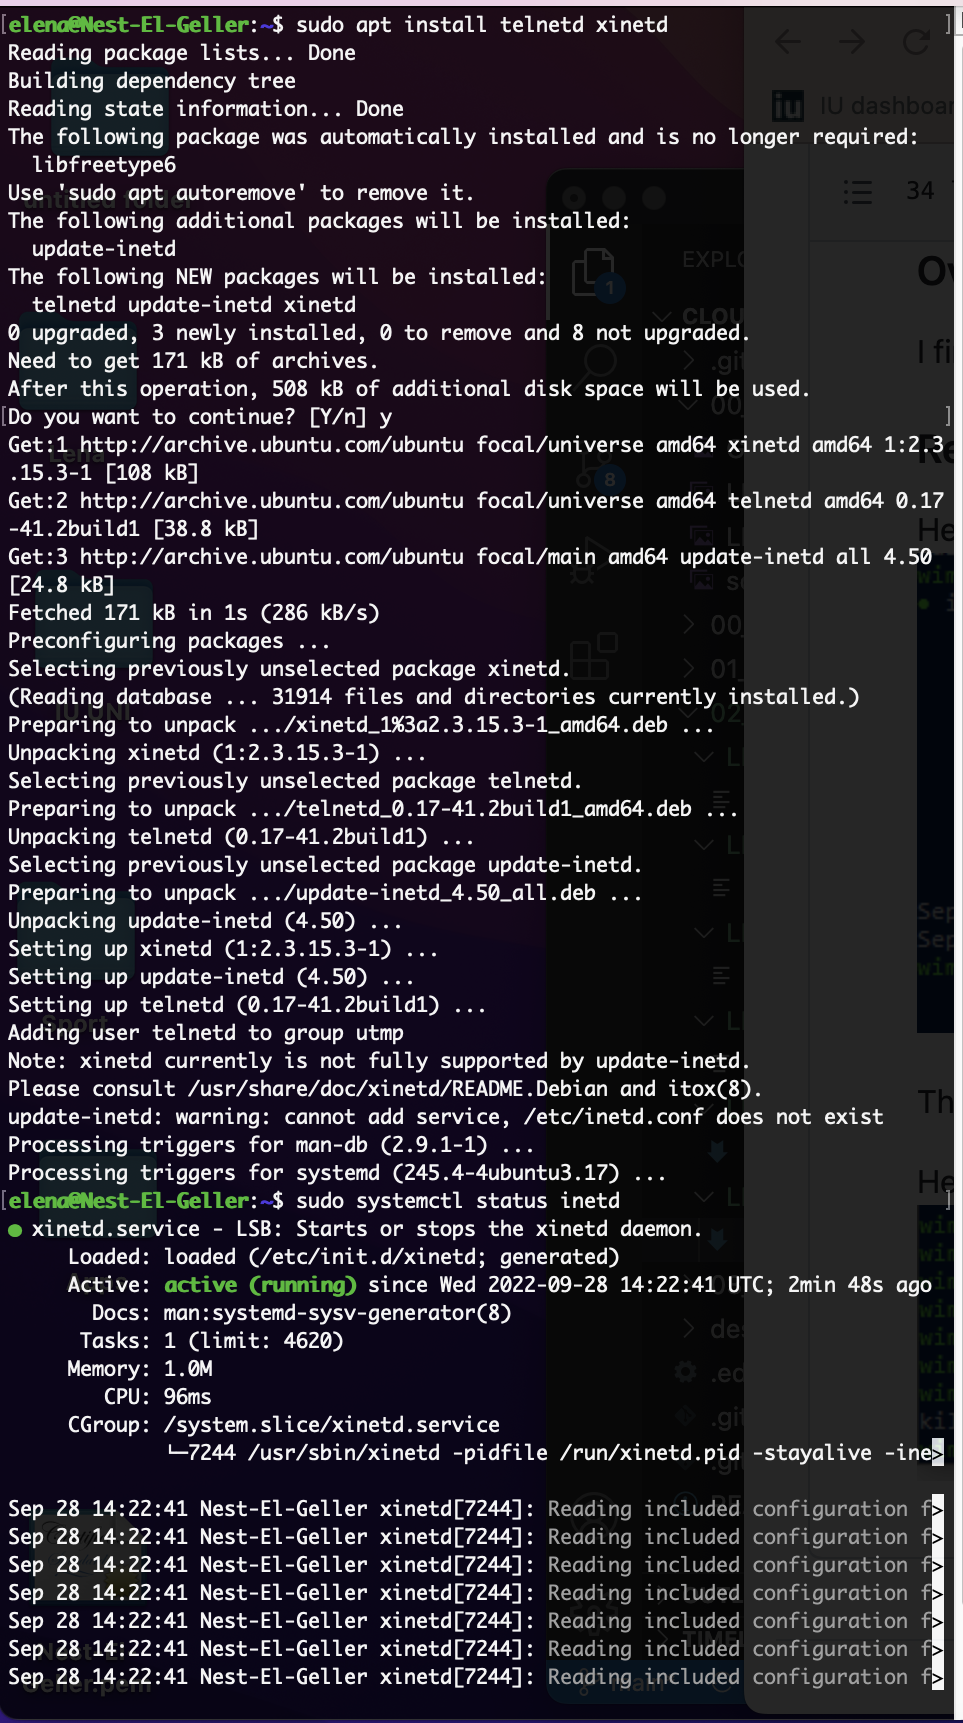 elena@Nest-El-Geller:~$ sudo apt install telnetd xinetd
Reading package lists... Done
Building dependency tree
Reading state information... Done
The following package was automatically installed and is no longer required:
  libfreetype6
Use 'sudo apt autoremove' to remove it.
The following additional packages will be installed:
  update-inetd
The following NEW packages will be installed:
  telnetd update-inetd xinetd
0 upgraded, 3 newly installed, 0 to remove and 8 not upgraded.
Need to get 171 kB of archives.
After this operation, 508 kB of additional disk space will be used.
Do you want to continue? [Y/n] y
Get:1 http://archive.ubuntu.com/ubuntu focal/universe amd64 xinetd amd64 1:2.3
.15.3-1 [108 kB]
Get:2 http://archive.ubuntu.com/ubuntu focal/universe amd64 telnetd amd64 0.17
-41.2build1 [38.8 kB]
Get:3 http://archive.ubuntu.com/ubuntu focal/main amd64 update-inetd all 4.50
[24.8 kB]
Fetched 171 kB in 1s (286 kB/s)
Preconfiguring packages ...
Selecting previously unselected package xinetd.
(Reading database ... 31914 files and directories currently installed.)
Preparing to unpack .../xinetd_1%3a2.3.15.3-1_amd64.deb ...
Unpacking xinetd (1:2.3.15.3-1) ...
Selecting previously unselected package telnetd.
Preparing to unpack .../telnetd_0.17-41.2build1_amd64.deb ...
Unpacking telnetd (0.17-41.2build1) ...
Selecting previously unselected package update-inetd.
Preparing to unpack .../update-inetd_4.50_all.deb ...
Unpacking update-inetd (4.50) ...
Setting up xinetd (1:2.3.15.3-1) ...
Setting up update-inetd (4.50) ...
Setting up telnetd (0.17-41.2build1) ...
Adding user telnetd to group utmp
Note: xinetd currently is not fully supported by update-inetd.
Please consult /usr/share/doc/xinetd/README.Debian and itox(8).
update-inetd: warning: cannot add service, /etc/inetd.conf does not exist
Processing triggers for man-db (2.9.1-1) ...
Processing triggers for systemd (245.4-4ubuntu3.17) ...
elena@Nest-El-Geller:~$ sudo systemctl status inetd
● xinetd.service - LSB: Starts or stops the xinetd daemon.
     Loaded: loaded (/etc/init.d/xinetd; generated)
     Active: active (running) since Wed 2022-09-28 14:22:41 UTC; 2min 48s ago
       Docs: man:systemd-sysv-generator(8)
      Tasks: 1 (limit: 4620)
     Memory: 1.0M
        CPU: 96ms
     CGroup: /system.slice/xinetd.service
             └─7244 /usr/sbin/xinetd -pidfile /run/xinetd.pid -stayalive -ine>
Sep 28 14:22:41 Nest-El-Geller xinetd[7244]: Reading included configuration f>
Sep 28 14:22:41 Nest-El-Geller xinetd[7244]: Reading included configuration f>
Sep 28 14:22:41 Nest-El-Geller xinetd[7244]: Reading included configuration f>
Sep 28 14:22:41 Nest-El-Geller xinetd[7244]: Reading included configuration f>
Sep 28 14:22:41 Nest-El-Geller xinetd[7244]: Reading included configuration f>
Sep 28 14:22:41 Nest-El-Geller xinetd[7244]: Reading included configuration f>
Sep 28 14:22:41 Nest-El-Geller xinetd[7244]: Reading included configuration f>